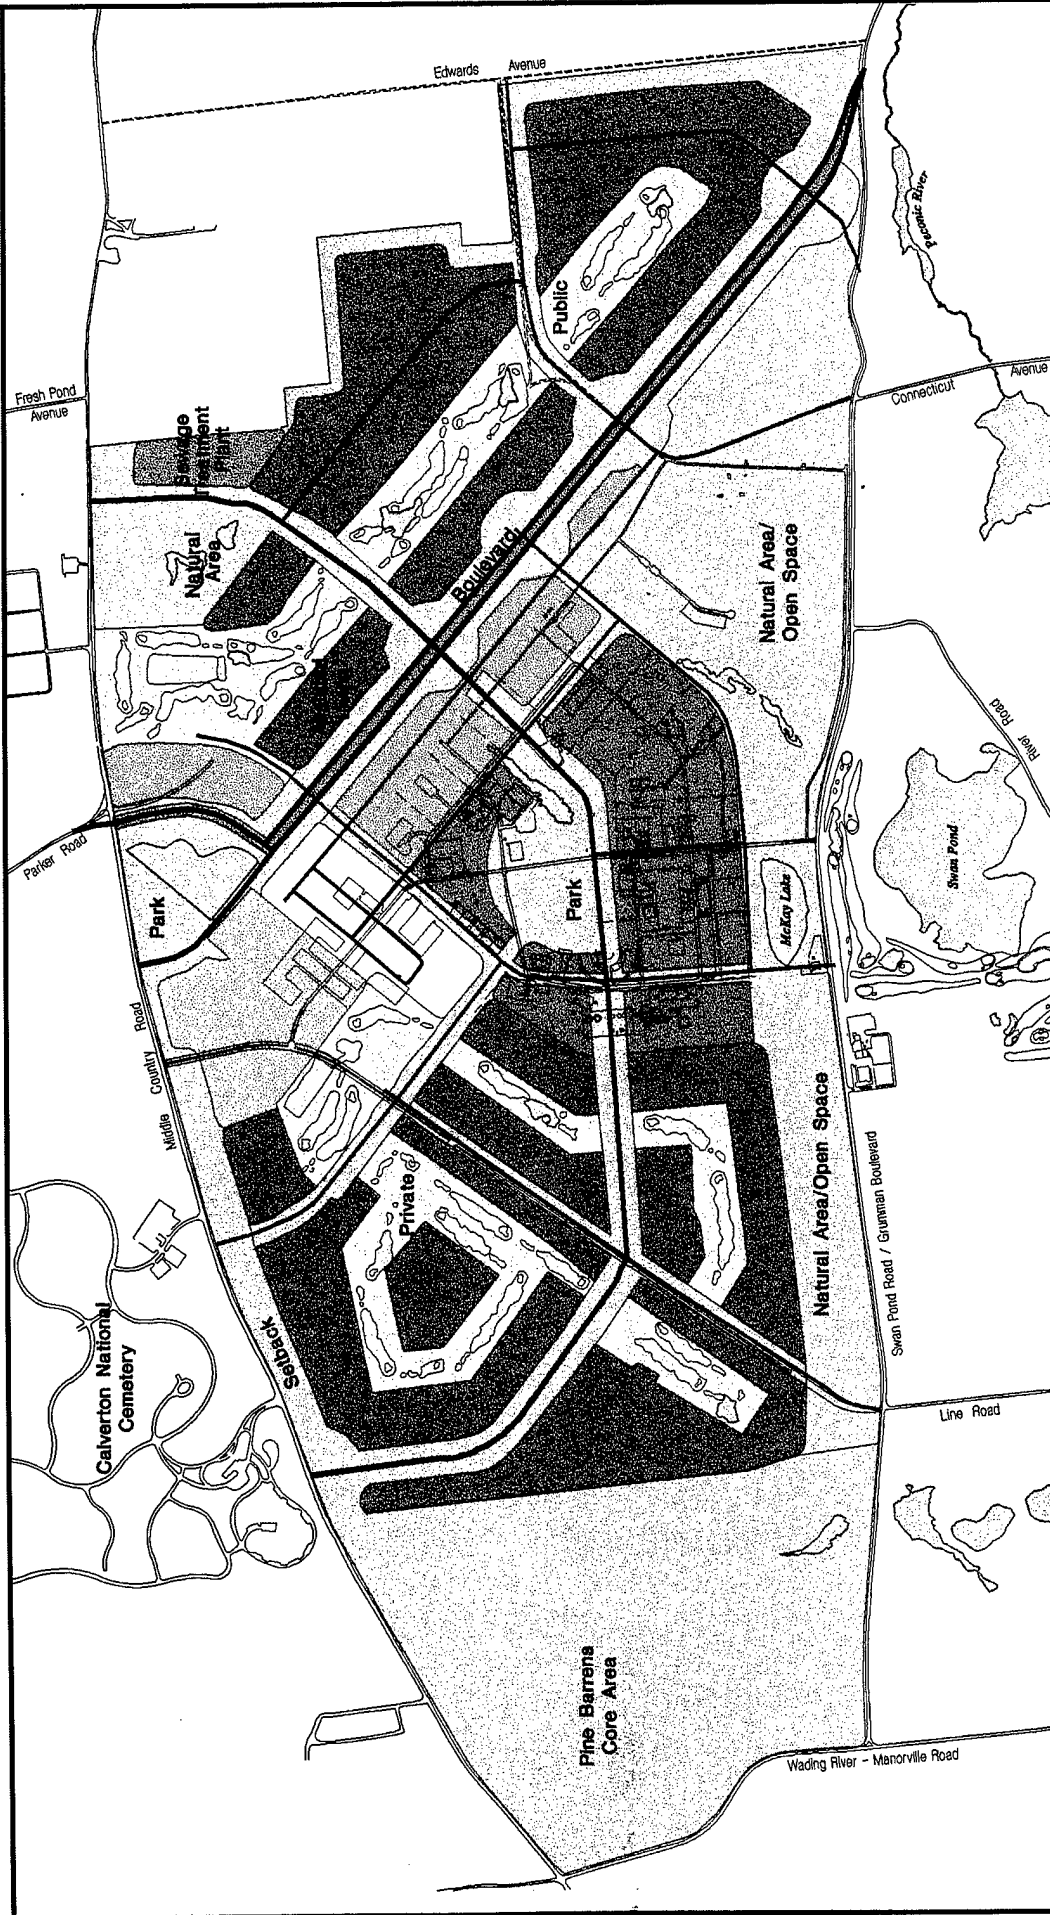 Edwards Avenue
Peconic River
Public
Fresh Pond
Avenue
Connecticut Avenue
Sewage
Treatment
Plant
Natural
Area
Boulevard
Natural Area/
Open Space
River Road
Parker Road
Park
Park
McKay Lake
Swan Pond
Middle County Road
Private
Natural Area/Open Space
Swan Pond Road / Grumman Boulevard
Calverton National
Cemetery
Setback
Line Road
Pine Barrens
Core Area
Wading River - Manorville Road